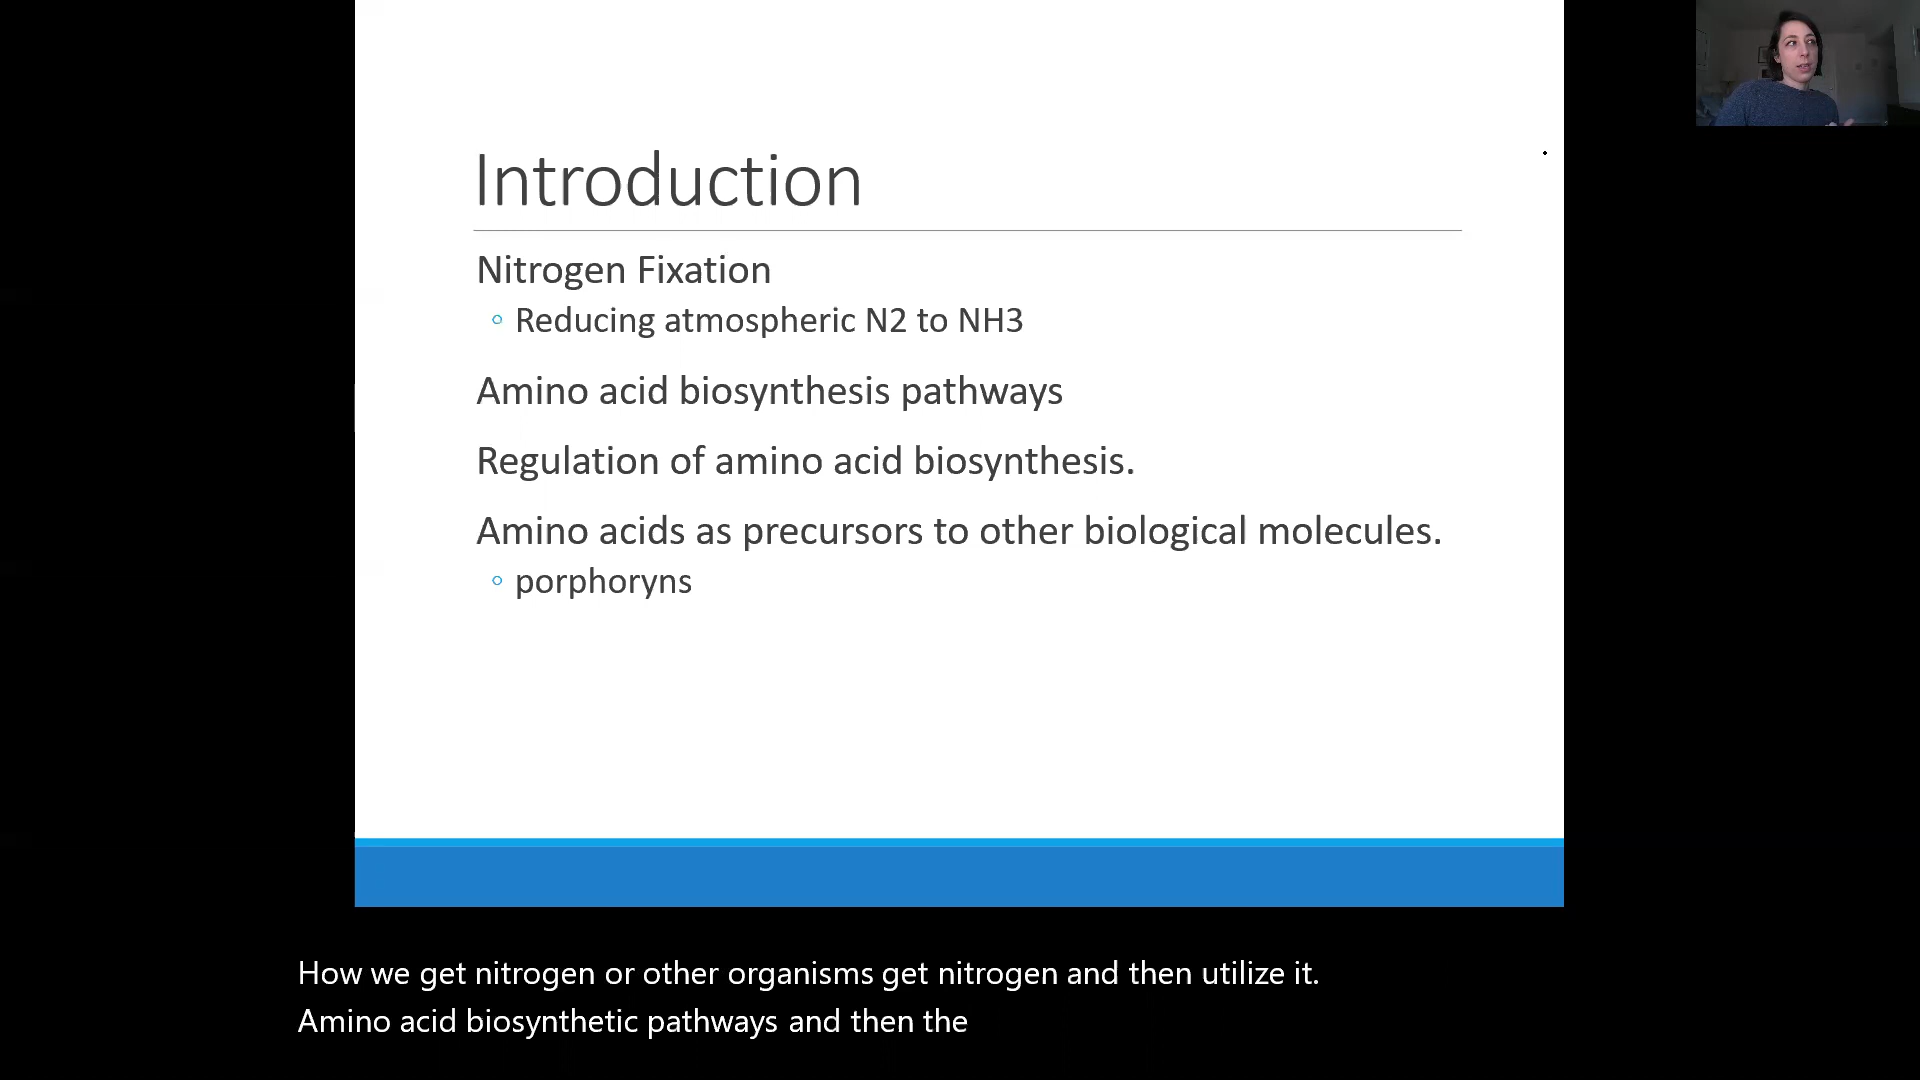 Introduction
Nitrogen Fixation
Reducing atmospheric N2 to NH3
Amino acid biosynthesis pathways
Regulation of amino acid biosynthesis.
Amino acids as precursors to other biological molecules.
porphoryns
How we get nitrogen or other organisms get nitrogen and then utilize it.
Amino acid biosynthetic pathways and then the